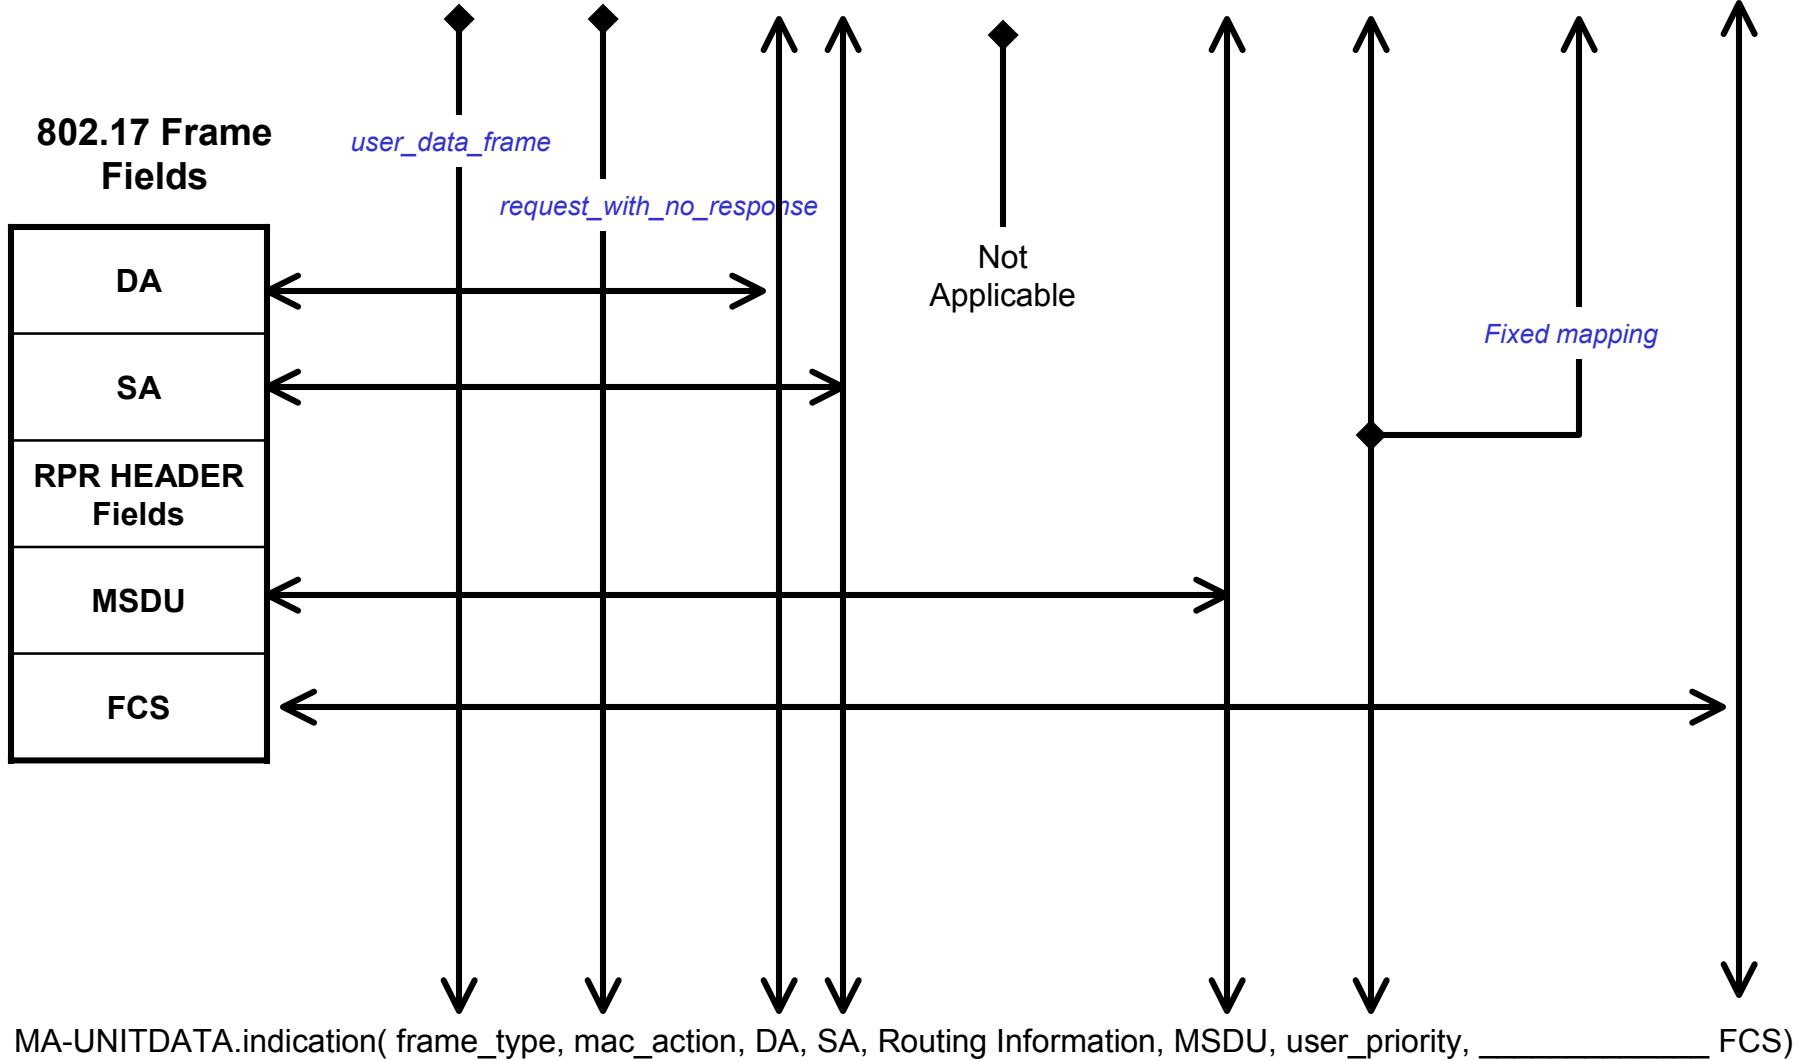 802.17 Frame
Fields
user_data_frame
request_with_no_response
Not
Applicable
Fixed mapping
DA
SA
RPR HEADER
Fields
MSDU
FCS
MA-UNITDATA.indication( frame_type, mac_action, DA, SA, Routing Information, MSDU, user_priority, _____________ FCS)